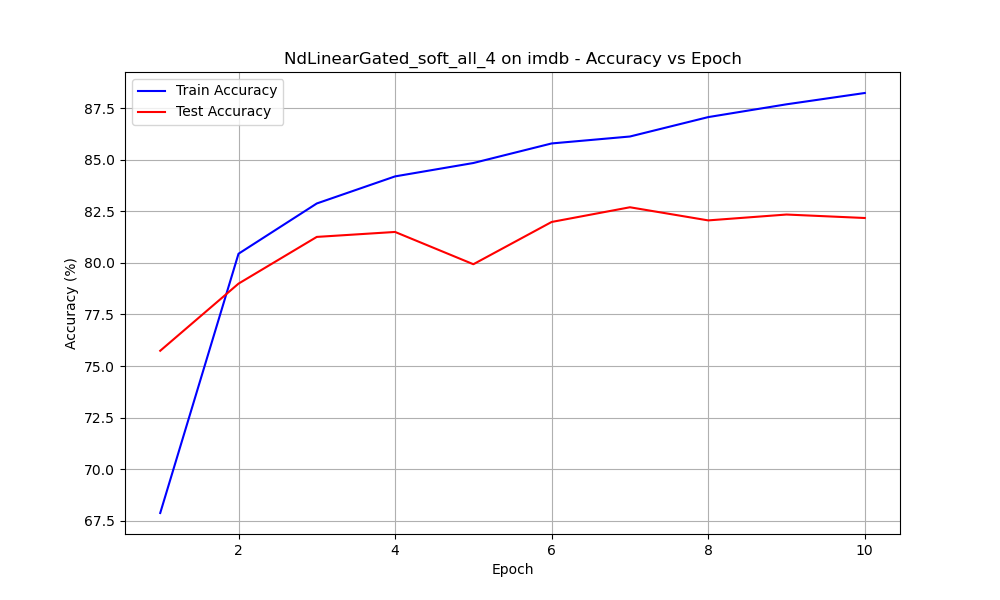 NdLinearGated_soft_all_4 on imdb - Accuracy vs Epoch
Train Accuracy
Test Accuracy
Accuracy (%)
87.5
85.0
82.5
80.0
77.5
75.0
72.5
70.0
67.5
2 4 6 8 10
Epoch